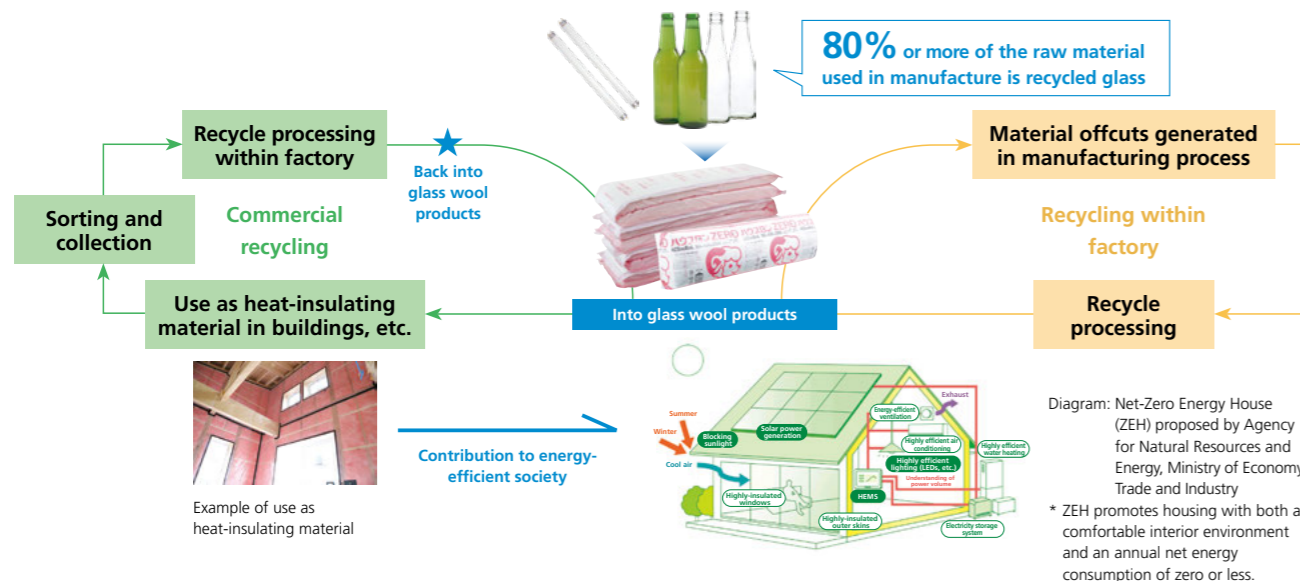 80% or more of the raw material
used in manufacture is recycled glass
Recycle processing
within factory
Back into
glass wool
products
Sorting and
collection
Commercial
recycling
Use as heat-insulating
material in buildings, etc.
Into glass wool products
Material offcuts generated
in manufacturing process
Recycling within
factory
Recycle
processing
Example of use as
heat-insulating material
Contribution to energy-
efficient society
Summer
Winter
Blocking
sunlight
Cool air
Solar power
generation
Highly-insulated
windows
Highly-insulated
outer skins
Exhaust
Energy-efficient
ventilation
Highly efficient air
conditioning
Highly efficient
lighting (LEDs, etc.)
Understanding of
power volume
HEMS
Highly efficient
water heating
Electricity storage
system
Diagram: Net-Zero Energy House
(ZEH) proposed by Agency
for Natural Resources and
Energy, Ministry of Economy
Trade and Industry
* ZEH promotes housing with both a
comfortable interior environment
and an annual net energy
consumption of zero or less.